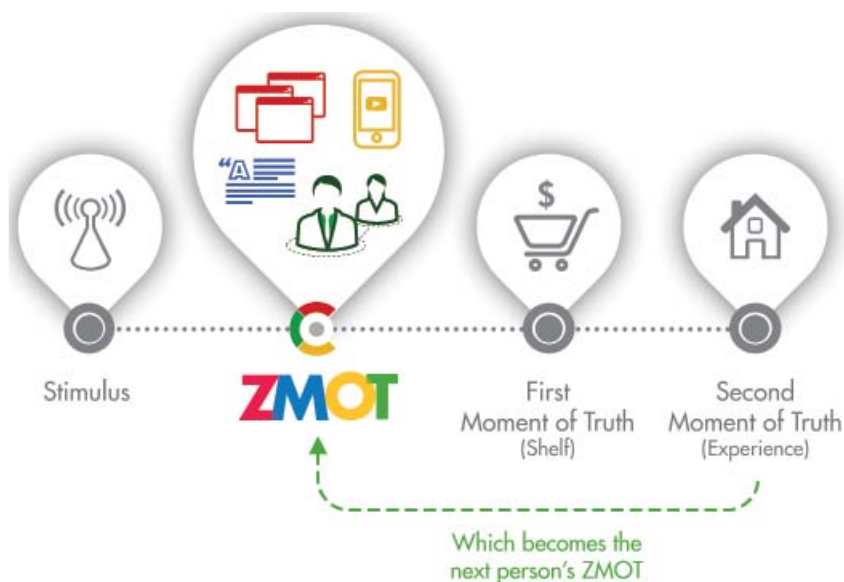 "A
$
Stimulus
ZMOT
First
Moment of Truth
(Shelf)
Second
Moment of Truth
(Experience)
Which becomes the
next person's ZMOT